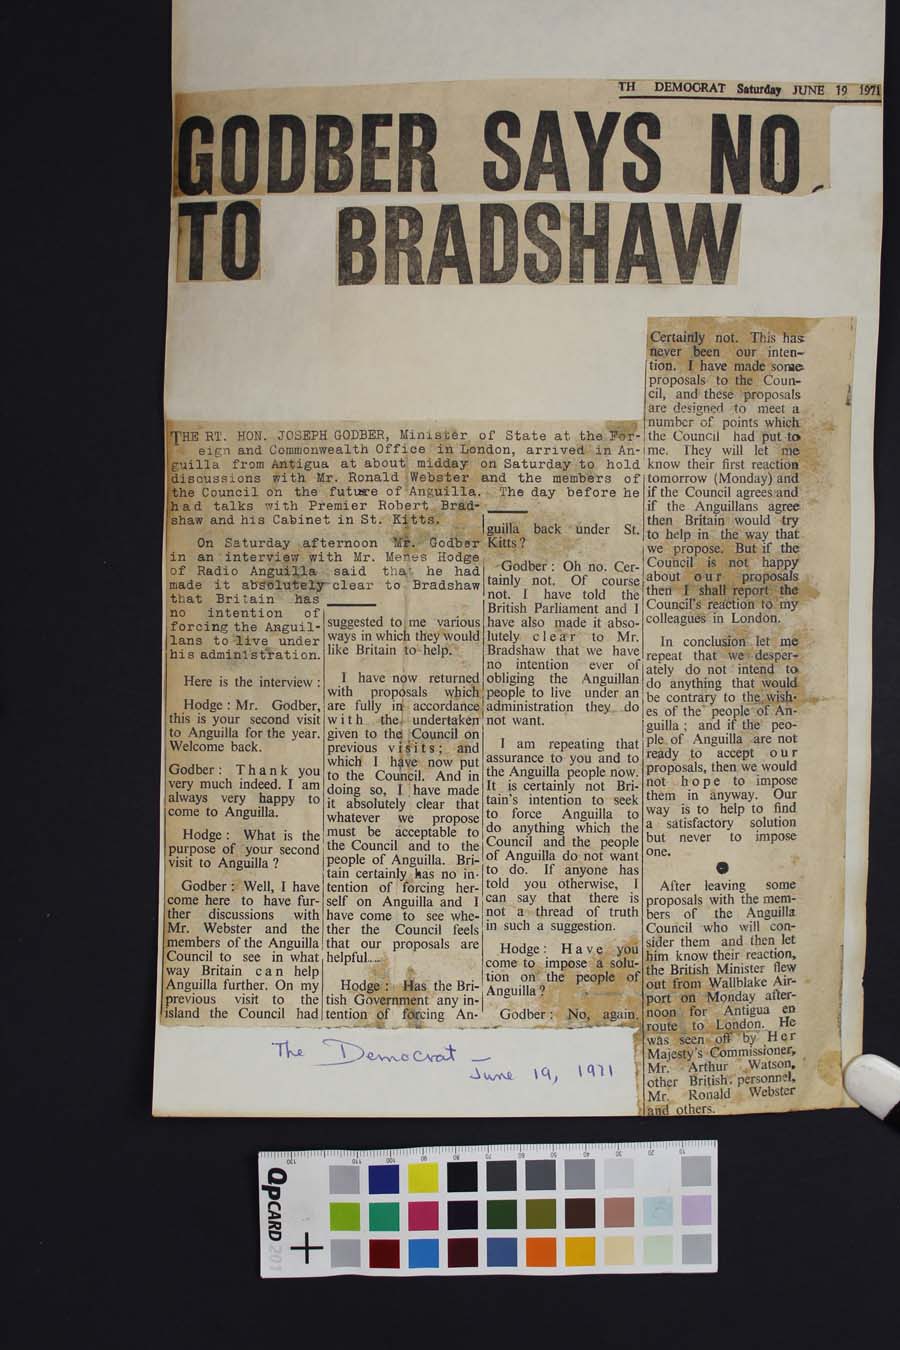 TH DEMOCRAT Saturday JUNE 19 1971
GODBER SAYS NO
TO BRADSHAW
THE RT. HON. JOSEPH GODBER, Minister of State at the For-
eign and Commonwealth Office in London, arrived in An-
guilla from Antigua at about midday on Saturday to hold
discussions with Mr. Ronald Webster and the members of
the Council on the future of Anguilla. The day before he
had talks with Premier Robert Brad-
shaw and his Cabinet in St. Kitts.
On Saturday afternoon Mr. Godber
in an interview with Mr. Menes Hodge
of Radio Anguilla said that he had
made it absolutely clear to Bradshaw
that Britain has
no intention of
forcing the Anguil-
lans to live under
his administration.
Here is the interview :
Hodge : Mr. Godber,
this is your second visit
to Anguilla for the year.
Welcome back.
Godber : Thank you
very much indeed. I am
always very happy to
come to Anguilla.
Hodge : What is the
purpose of your second
visit to Anguilla ?
Godber : Well, I have
come here to have fur-
ther discussions with
Mr. Webster and the
members of the Anguilla
Council to see in what
way Britain can help
Anguilla further. On my
previous visit to the
island the Council had
suggested to me various
ways in which they would
like Britain to help.
I have now returned
with proposals which
are fully in accordance
with the undertaken
given to the Council on
previous visits; and
which I have now put
to the Council. And in
doing so, I have made
it absolutely clear that
whatever we propose
must be acceptable to
the Council and to the
people of Anguilla. Bri-
tain certainly has no in-
tention of forcing her-
self on Anguilla and I
have come to see whe-
ther the Council feels
that our proposals are
helpful....
Hodge : Has the Bri-
tish Government any in-
tention of forcing An-
guilla back under St.
Kitts ?
Godber : Oh no. Cer-
tainly not. Of course
not. I have told the
British Parliament and I
have also made it abso-
lutely clear to Mr.
Bradshaw that we have
no intention ever of
obliging the Anguillan
people to live under an
administration they do
not want.
I am repeating that
assurance to you and to
the Anguilla people now.
It is certainly not Bri-
tain's intention to seek
to force Anguilla to
do anything which the
Council and the people
of Anguilla do not want
to do. If anyone has
told you otherwise, I
can say that there is
not a thread of truth
in such a suggestion.
Hodge : Have you
come to impose a solu-
tion on the people of
Anguilla ?
Godber : No, again.
Certainly not. This has
never been our inten-
tion. I have made some
proposals to the Coun-
cil, and these proposals
are designed to meet a
number of points which
the Council had put to
me. They will let me
know their first reaction
tomorrow (Monday) and
if the Council agrees and
if the Anguillans agree
then Britain would try
to help in the way that
we propose. But if the
Council is not happy
about our proposals
then I shall report the
Council's reaction to my
colleagues in London.
In conclusion let me
repeat that we desper-
ately do not intend to
do anything that would
be contrary to the wish-
es of the people of An-
guilla ; and if the peo-
ple of Anguilla are not
ready to accept our
proposals, then we would
not hope to impose
them in anyway. Our
way is to help to find
a satisfactory solution
but never to impose
one.
After leaving some
proposals with the mem-
bers of the Anguilla
Council who will con-
sider them and then let
him know their reaction,
the British Minister flew
out from Wallblake Air-
port on Monday after-
noon for Antigua en
route to London. He
was seen off by Her
Majesty's Commissioner,
Mr. Arthur Watson,
other British personnel,
Mr. Ronald Webster
and others.
The Democrat -
June 19, 1971
QPCARD 201